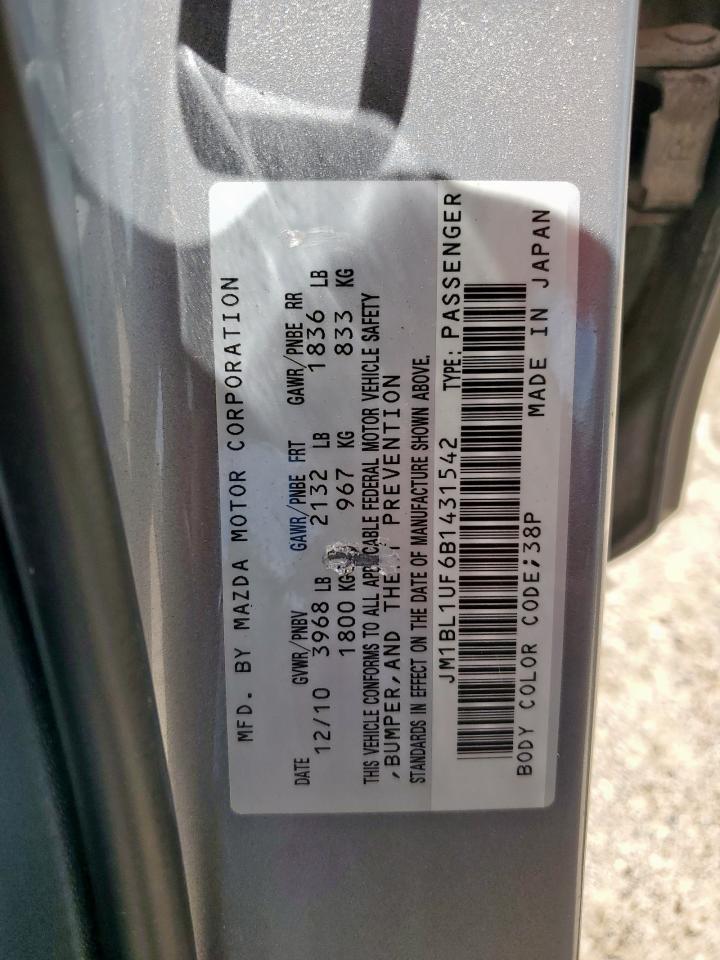 MFD. BY MAZDA MOTOR CORPORATION
DATE GVWR/PNBV GAWR/PNBE FRT GAWR/PNBE RR
12/10 3968 LB 2132 LB 1836 LB
1800 KG 967 KG 833 KG
THIS VEHICLE CONFORMS TO ALL APPLICABLE FEDERAL MOTOR VEHICLE SAFETY
,BUMPER,AND THEFT PREVENTION
STANDARDS IN EFFECT ON THE DATE OF MANUFACTURE SHOWN ABOVE.
JM1BL1UF6B1431542 TYPE: PASSENGER
BODY COLOR CODE;38P MADE IN JAPAN